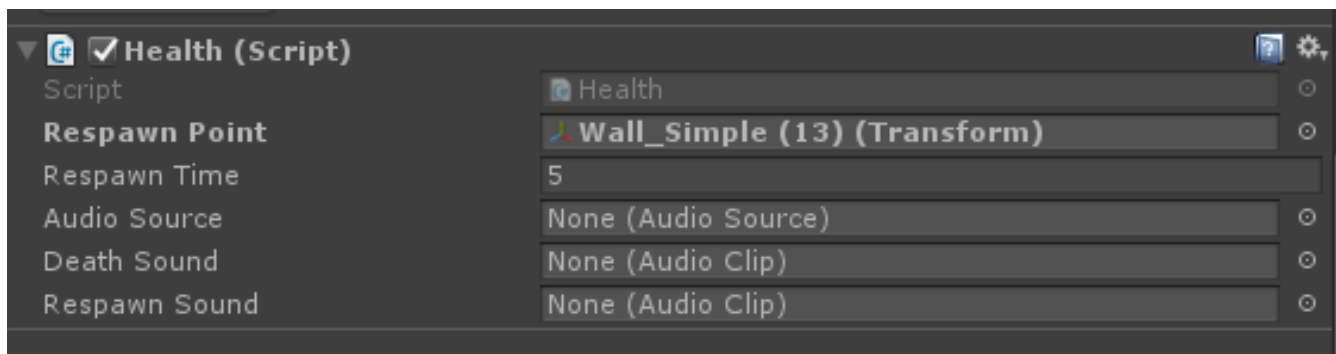 Health (Script)
Script Health
Respawn Point Wall_Simple (13) (Transform)
Respawn Time 5
Audio Source None (Audio Source)
Death Sound None (Audio Clip)
Respawn Sound None (Audio Clip)